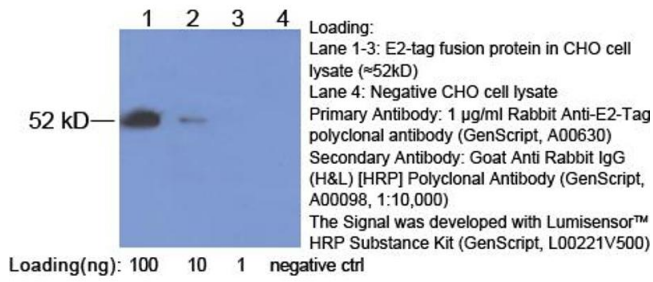 1 2 3 4
52 kD
Loading(ng): 100 10 1 negative ctrl
Loading:
Lane 1-3: E2-tag fusion protein in CHO cell
lysate (≈52kD)
Lane 4: Negative CHO cell lysate
Primary Antibody: 1 µg/ml Rabbit Anti-E2-Tag
polyclonal antibody (GenScript, A00630)
Secondary Antibody: Goat Anti Rabbit IgG
(H&L) [HRP] Polyclonal Antibody (GenScript,
A00098, 1:10,000)
The Signal was developed with Lumisensor™
HRP Substance Kit (GenScript, L00221V500)